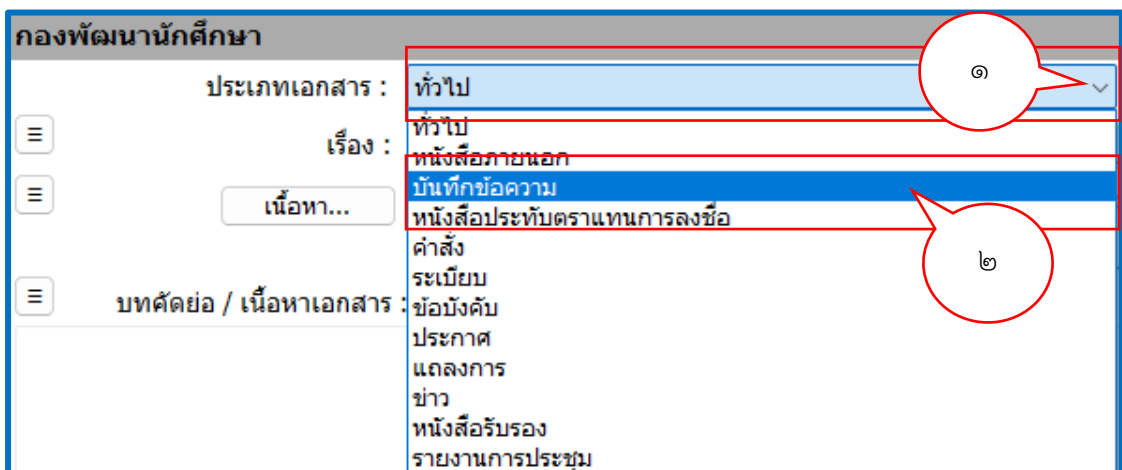 กองพัฒนานักศึกษา
ประเภทเอกสาร : ทั่วไป
๑
ทั่วไป
เรื่อง :
หนังสือภายนอก
บันทึกข้อความ
เนื้อหา...
หนังสือประทับตราแทนการลงชื่อ
คำสั่ง
๒
ระเบียบ
บทคัดย่อ / เนื้อหาเอกสาร :
ข้อบังคับ
ประกาศ
แถลงการ
ข่าว
หนังสือรับรอง
รายงานการประชุม